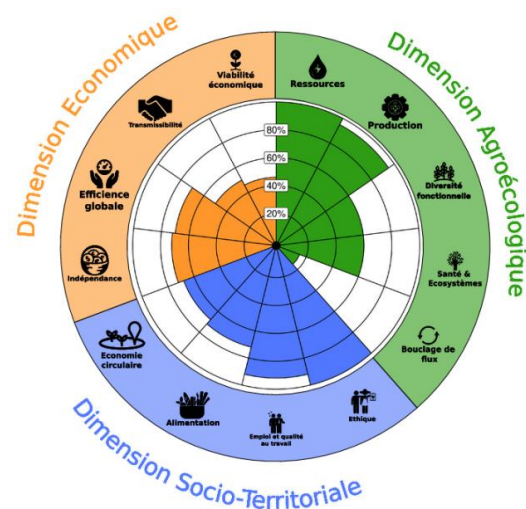 Dimension Economique
Dimension Agroécologique
Dimension Socio-Territoriale
Viabilité
économique
Ressources
Transmissibilité
Production
Efficience
globale
Diversité
fonctionnelle
Indépendance
Santé &
Ecosystèmes
Economie
circulaire
Bouclage de
flux
Alimentation
Emploi et qualité
au travail
Ethique
80%
60%
40%
20%